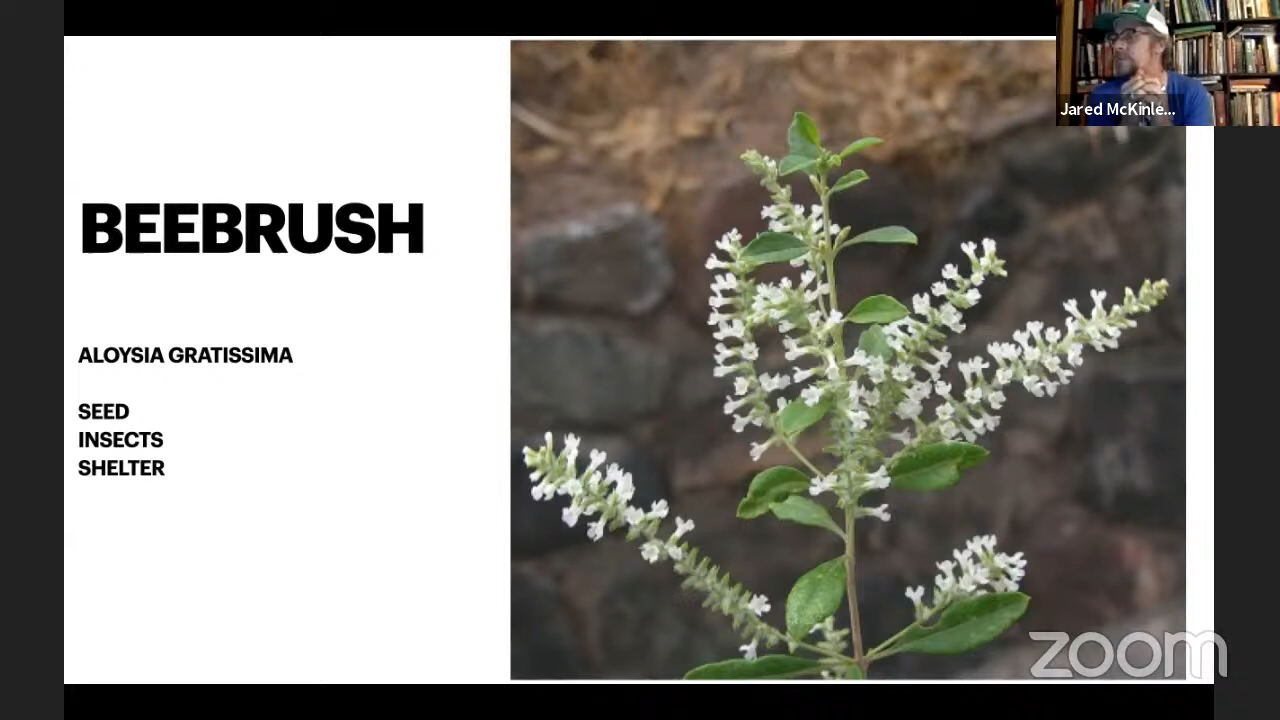 Jared McKinle...
BEEBRUSH
ALOYSIA GRATISSIMA
SEED
INSECTS
SHELTER
zoom